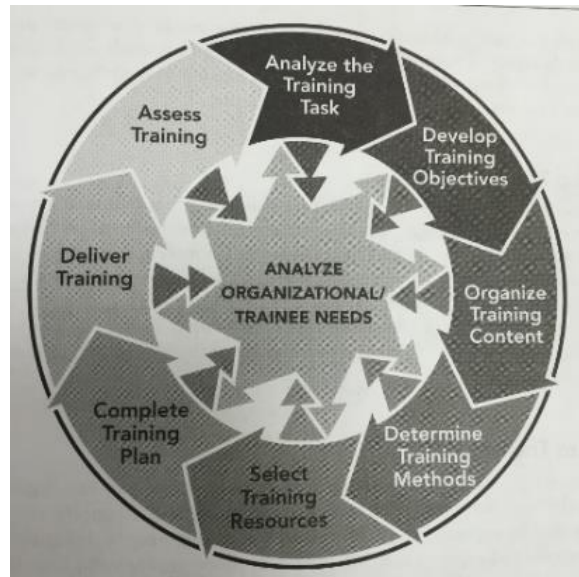 Analyze the
Training
Task
Develop
Training
Objectives
Organize
Training
Content
Determine
Training
Methods
Select
Training
Resources
Complete
Training
Plan
Deliver
Training
Assess
Training
ANALYZE
ORGANIZATIONAL/
TRAINEE NEEDS